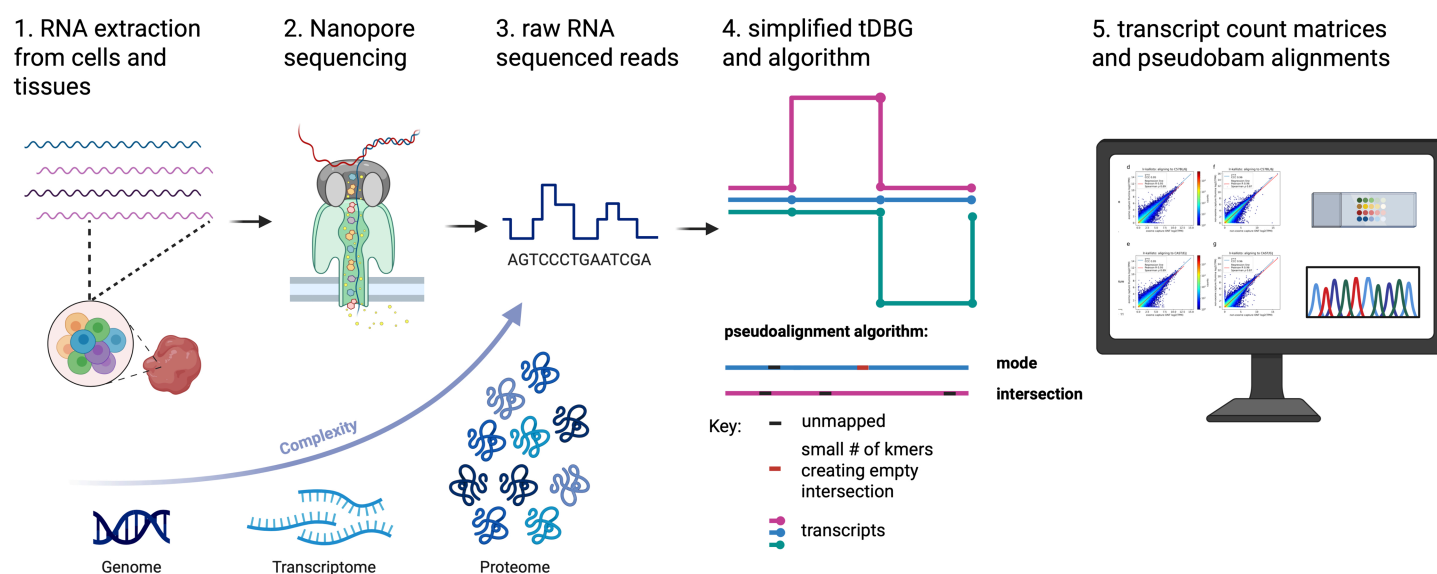 1. RNA extraction
from cells and
tissues
2. Nanopore
sequencing
3. raw RNA
sequenced reads
4. simplified tDBG
and algorithm
5. transcript count matrices
and pseudobam alignments
AGTCCCTGAATCGA
pseudoalignment algorithm:
mode
intersection
Key:
unmapped
small # of kmers
creating empty
intersection
transcripts
Complexity
Genome
Transcriptome
Proteome
d
f
e
g